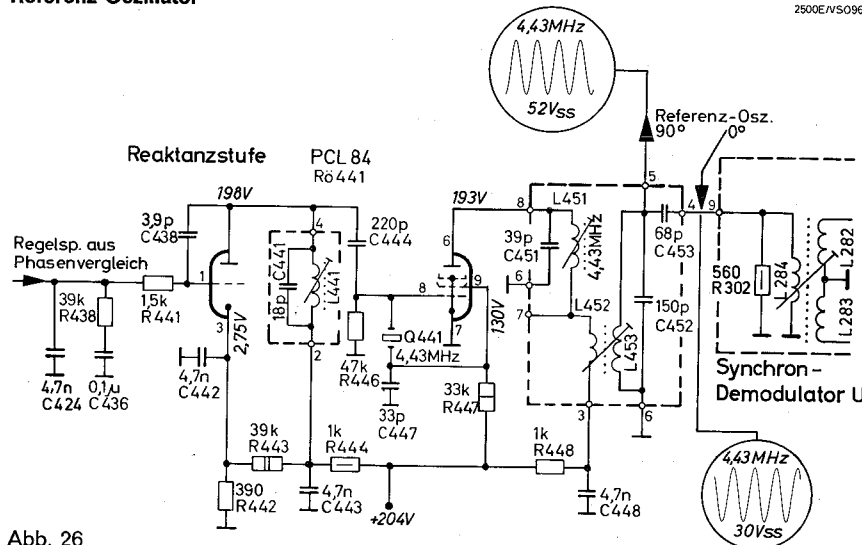 Referenz-Oszillator
2500E/VSO96
4,43MHz
52Vss
Referenz-Osz.
90°
0°
Reaktanzstufe
PCL 84
Rö441
198V
193V
3,9p
C438
220p
C444
Regelsp. aus
Phasenvergleich
39k
R438
1,5k
R441
1
3
2,75V
4
18p
C441
L441
2
8
9
6
7
130V
47k
R446
Q441
4,43MHz
33p
C447
33k
R447
8
L451
39p
C451
4,43MHz
6
7
L452
L453
5
4
9
68p
C453
150p
C452
3
6
560
R302
L284
L282
L283
Synchron-
Demodulator U
4,7n
C424
0,1µ
C436
4,7n
C442
39k
R443
1k
R444
390
R442
4,7n
C443
+204V
1k
R448
4,7n
C448
4,43MHz
30Vss
Abb. 26